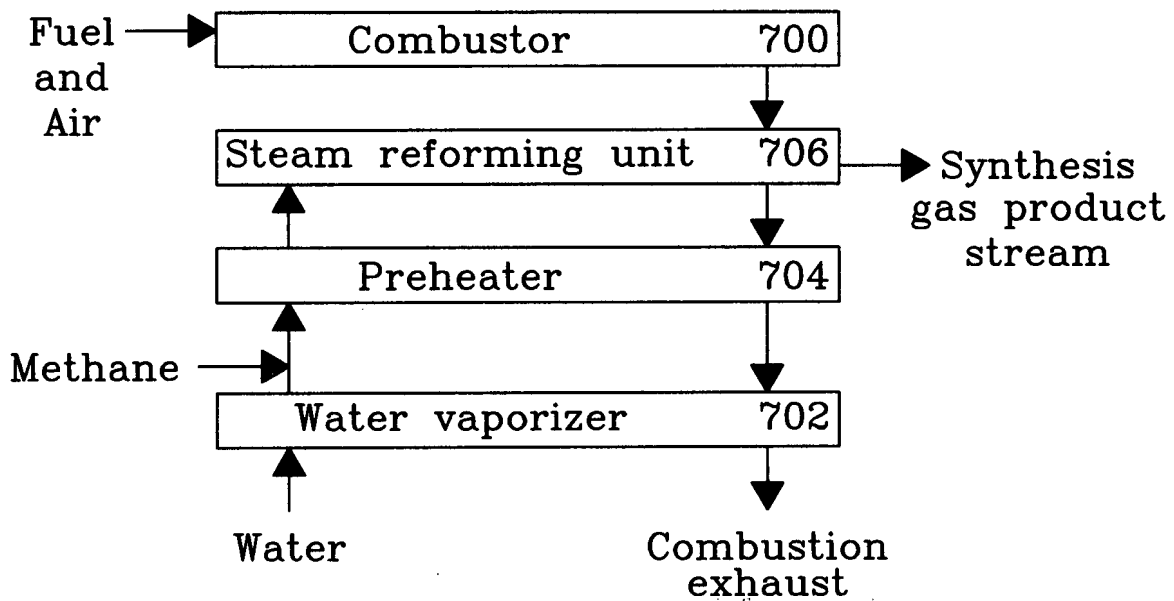 Fuel
and
Air
Combustor 700
Steam reforming unit 706
Synthesis
gas product
stream
Preheater 704
Methane
Water vaporizer 702
Water
Combustion
exhaust